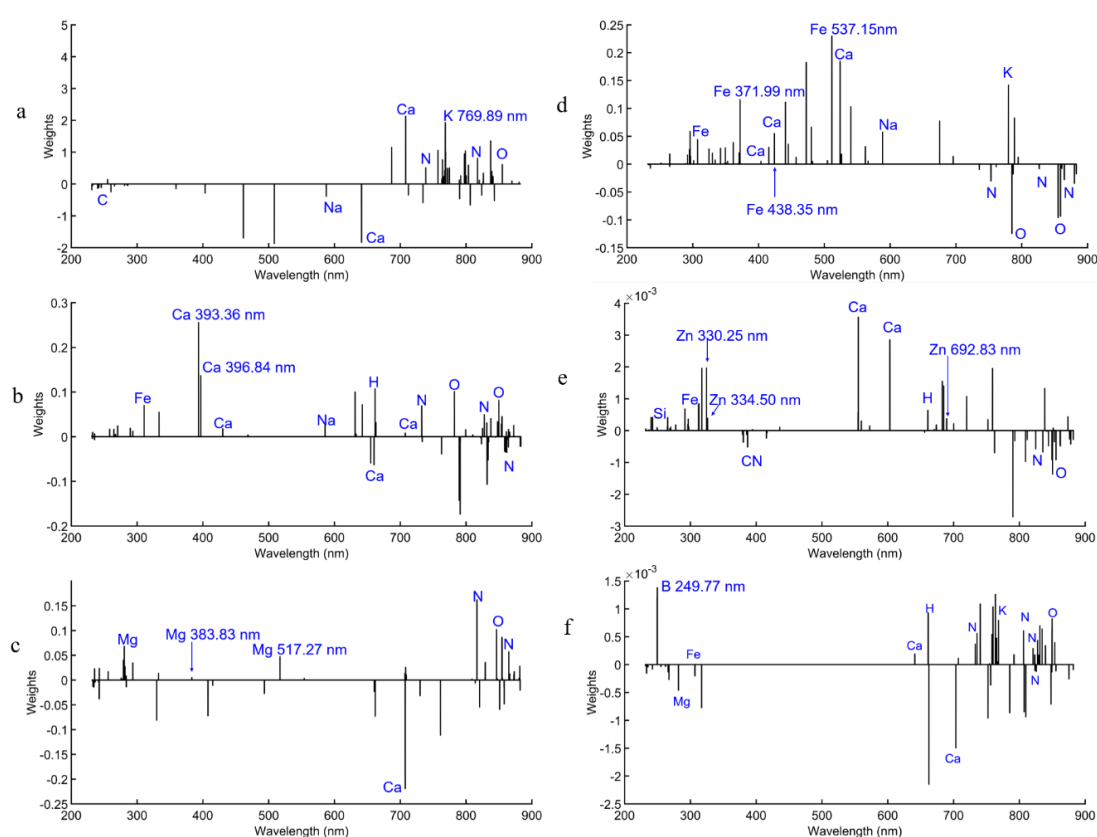 a
5
4
3
2
1
0
-1
-2
Weights
Ca
K 769.89 nm
N
N
O
C
Na
Ca
200 300 400 500 600 700 800 900
Wavelength (nm)
d
0.25
0.2
0.15
0.1
0.05
0
-0.05
-0.1
-0.15
Weights
Fe 537.15nm
Ca
Fe 371.99 nm
K
Ca
Fe
Na
Ca
Fe 438.35 nm
N
N
N
O
O
200 300 400 500 600 700 800 900
Wavelength (nm)
b
0.3
0.2
0.1
0
-0.1
-0.2
Weights
Ca 393.36 nm
Ca 396.84 nm
Fe
H
O
O
N
N
Na
Ca
Ca
Ca
N
200 300 400 500 600 700 800 900
Wavelength (nm)
e
×10-3
4
3
2
1
0
-1
-2
-3
Weights
Ca
Ca
Zn 330.25 nm
Zn 692.83 nm
Si
Fe
Zn 334.50 nm
H
CN
N
O
200 300 400 500 600 700 800 900
Wavelength (nm)
c
0.15
0.1
0.05
0
-0.05
-0.1
-0.15
-0.2
-0.25
Weights
N
Mg
Mg 383.83 nm
Mg 517.27 nm
O
N
Ca
200 300 400 500 600 700 800 900
Wavelength (nm)
f
×10-3
1.5
1
0.5
0
-0.5
-1
-1.5
-2
-2.5
Weights
B 249.77 nm
H
K
N
N
O
N
Ca
Fe
N
Mg
Ca
200 300 400 500 600 700 800 900
Wavelength (nm)